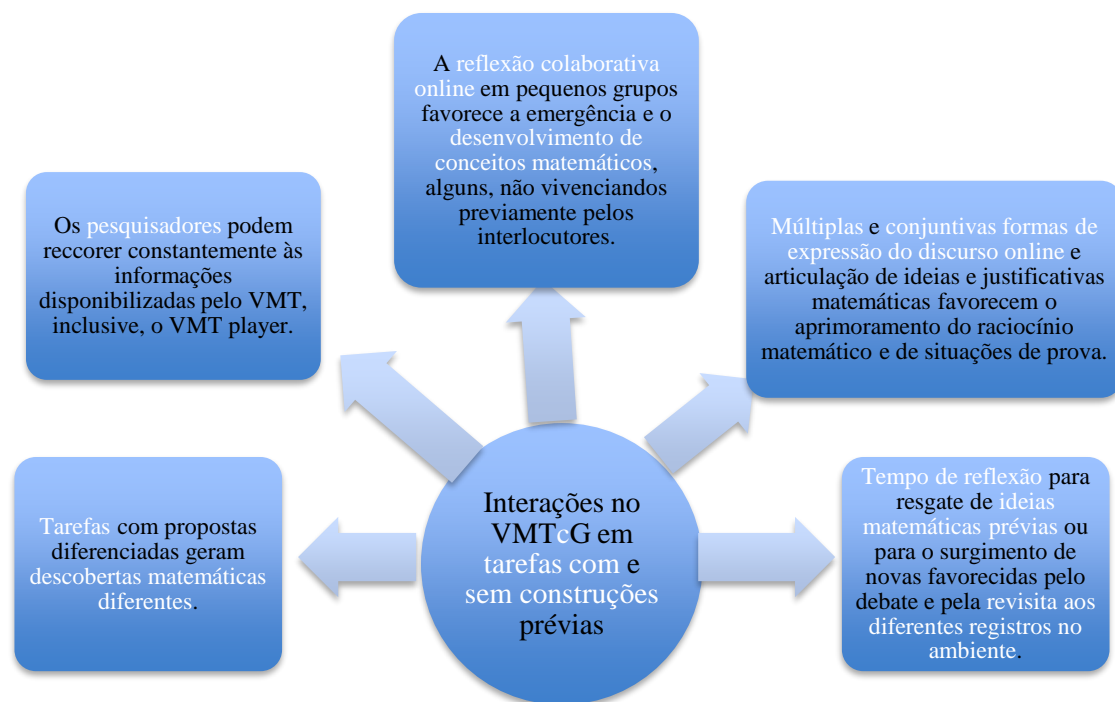 A reflexão colaborativa
online em pequenos grupos
favorece a emergência e o
desenvolvimento de
conceitos matemáticos,
alguns, não vivenciandos
previamente pelos
interlocutores.
Os pesquisadores podem
reccorer constantemente às
informações
disponibilizadas pelo VMT,
inclusive, o VMT player.
Múltiplas e conjuntivas formas de
expressão do discurso online e
articulação de ideias e justificativas
matemáticas favorecem o
aprimoramento do raciocínio
matemático e de situações de prova.
Tarefas com propostas
diferenciadas geram
descobertas matemáticas
diferentes.
Interações no
VMTcG em
tarefas com e
sem construções
prévias
Tempo de reflexão para
resgate de ideias
matemáticas prévias ou
para o surgimento de
novas favorecidas pelo
debate e pela revisita aos
diferentes registros no
ambiente.